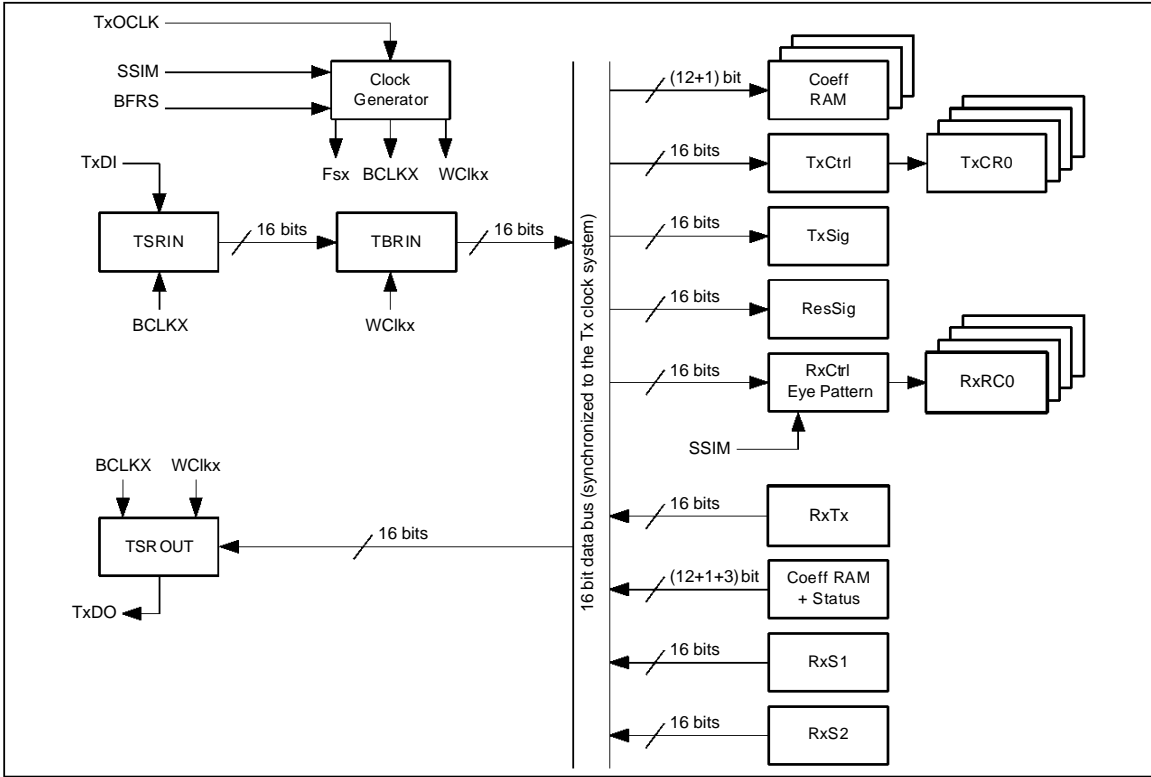 TxOCLK
SSIM
BFRS
Clock
Generator
Fsx
BCLKX
WClkx
TxDI
TSRIN
16 bits
TBRIN
16 bits
BCLKX
WClkx
BCLKX
WClkx
TSROUT
16 bits
TxDO
16 bit data bus (synchronized to the Tx clock system)
(12+1) bit
Coeff
RAM
16 bits
TxCtrl
TxCR0
16 bits
TxSig
16 bits
ResSig
16 bits
RxCtrl
Eye Pattern
RxRC0
SSIM
16 bits
RxTx
(12+1+3) bit
Coeff RAM
+ Status
16 bits
RxS1
16 bits
RxS2